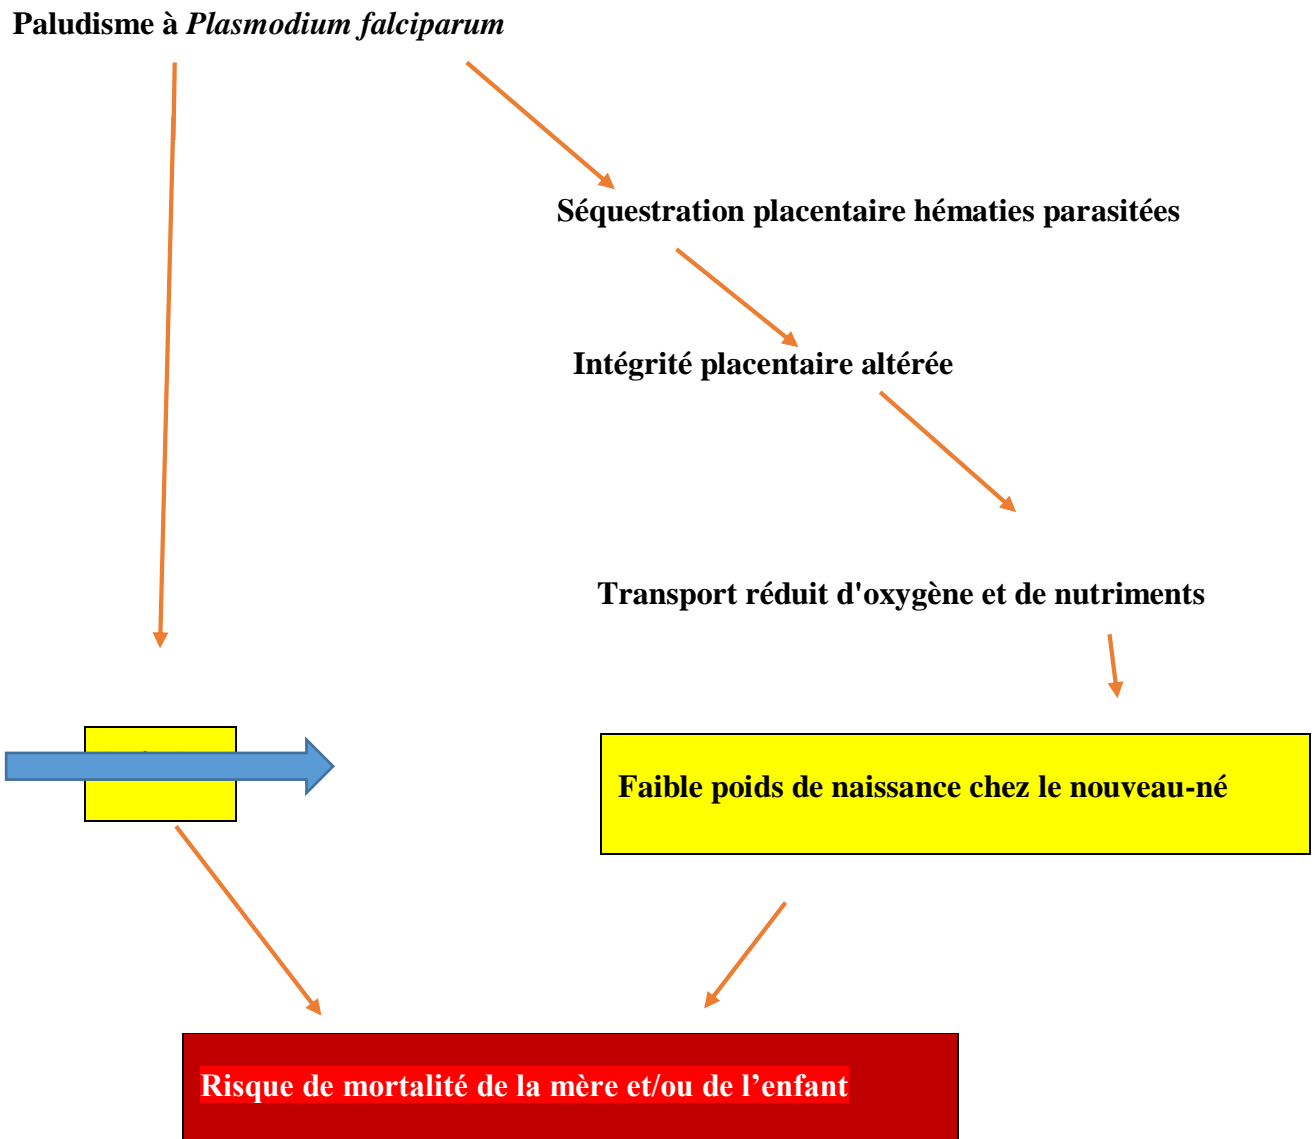 Paludisme à Plasmodium falciparum
Séquestration placentaire hématies parasitées
Intégrité placentaire altérée
Transport réduit d'oxygène et de nutriments
Faible poids de naissance chez le nouveau-né
Risque de mortalité de la mère et/ou de l’enfant